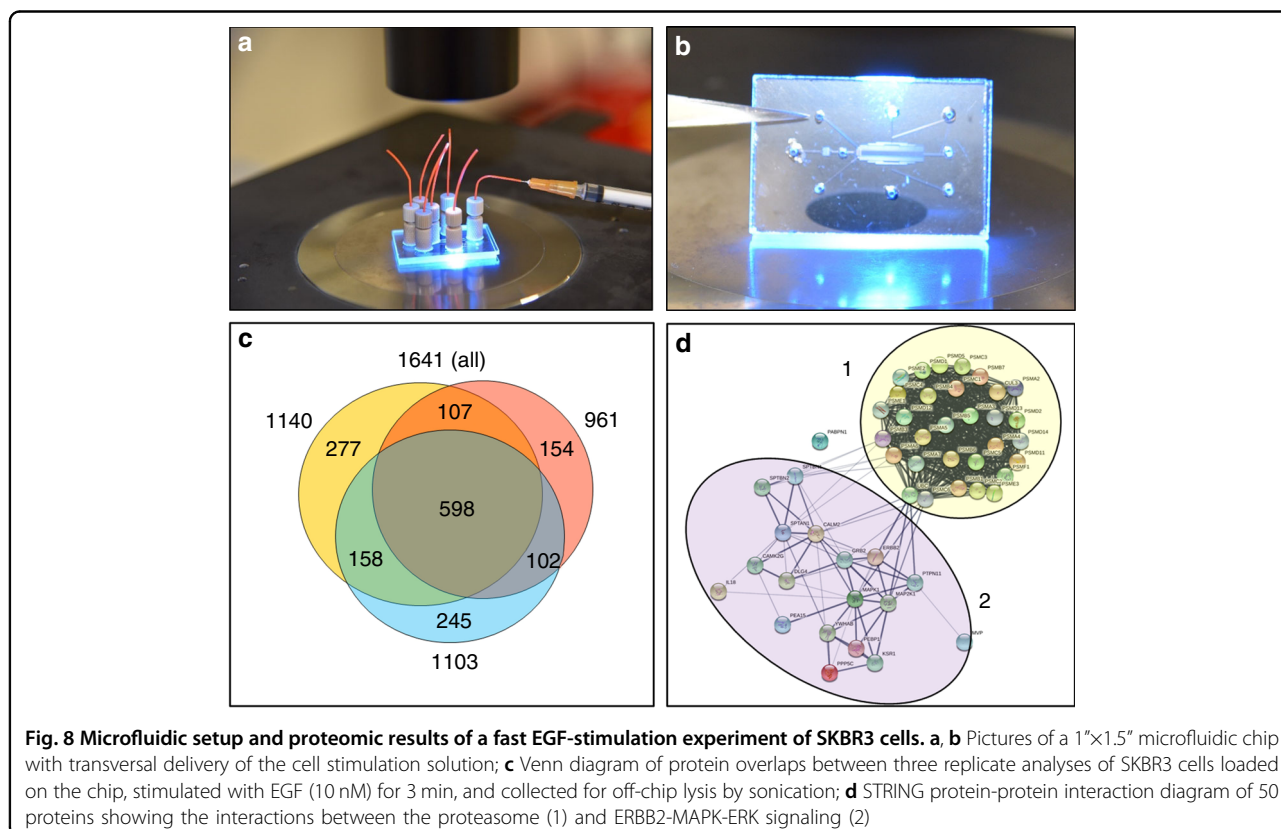 a
b
c
1641 (all)
1140
107
961
277
154
598
158
102
245
1103
d
1
PSMD1
PSMD5
PSMC3
PSMB7
PSMC1
PSMA2
PSMD12
PSMD2
PSMD14
PSMA4
PSMD11
PSMF1
PSME3
PABPN1
SPTBN2
SPTAN1
CALM2
CAMK2G
GRB2
ERBB2
DLG4
PTPN11
IL18
MAPK1
MAP2K1
2
PEA15
YWHAB
PEBP1
MVP
KSR1
PPP5C
Fig. 8 Microfluidic setup and proteomic results of a fast EGF-stimulation experiment of SKBR3 cells. a, b Pictures of a 1″×1.5″ microfluidic chip
with transversal delivery of the cell stimulation solution; c Venn diagram of protein overlaps between three replicate analyses of SKBR3 cells loaded
on the chip, stimulated with EGF (10 nM) for 3 min, and collected for off-chip lysis by sonication; d STRING protein-protein interaction diagram of 50
proteins showing the interactions between the proteasome (1) and ERBB2-MAPK-ERK signaling (2)